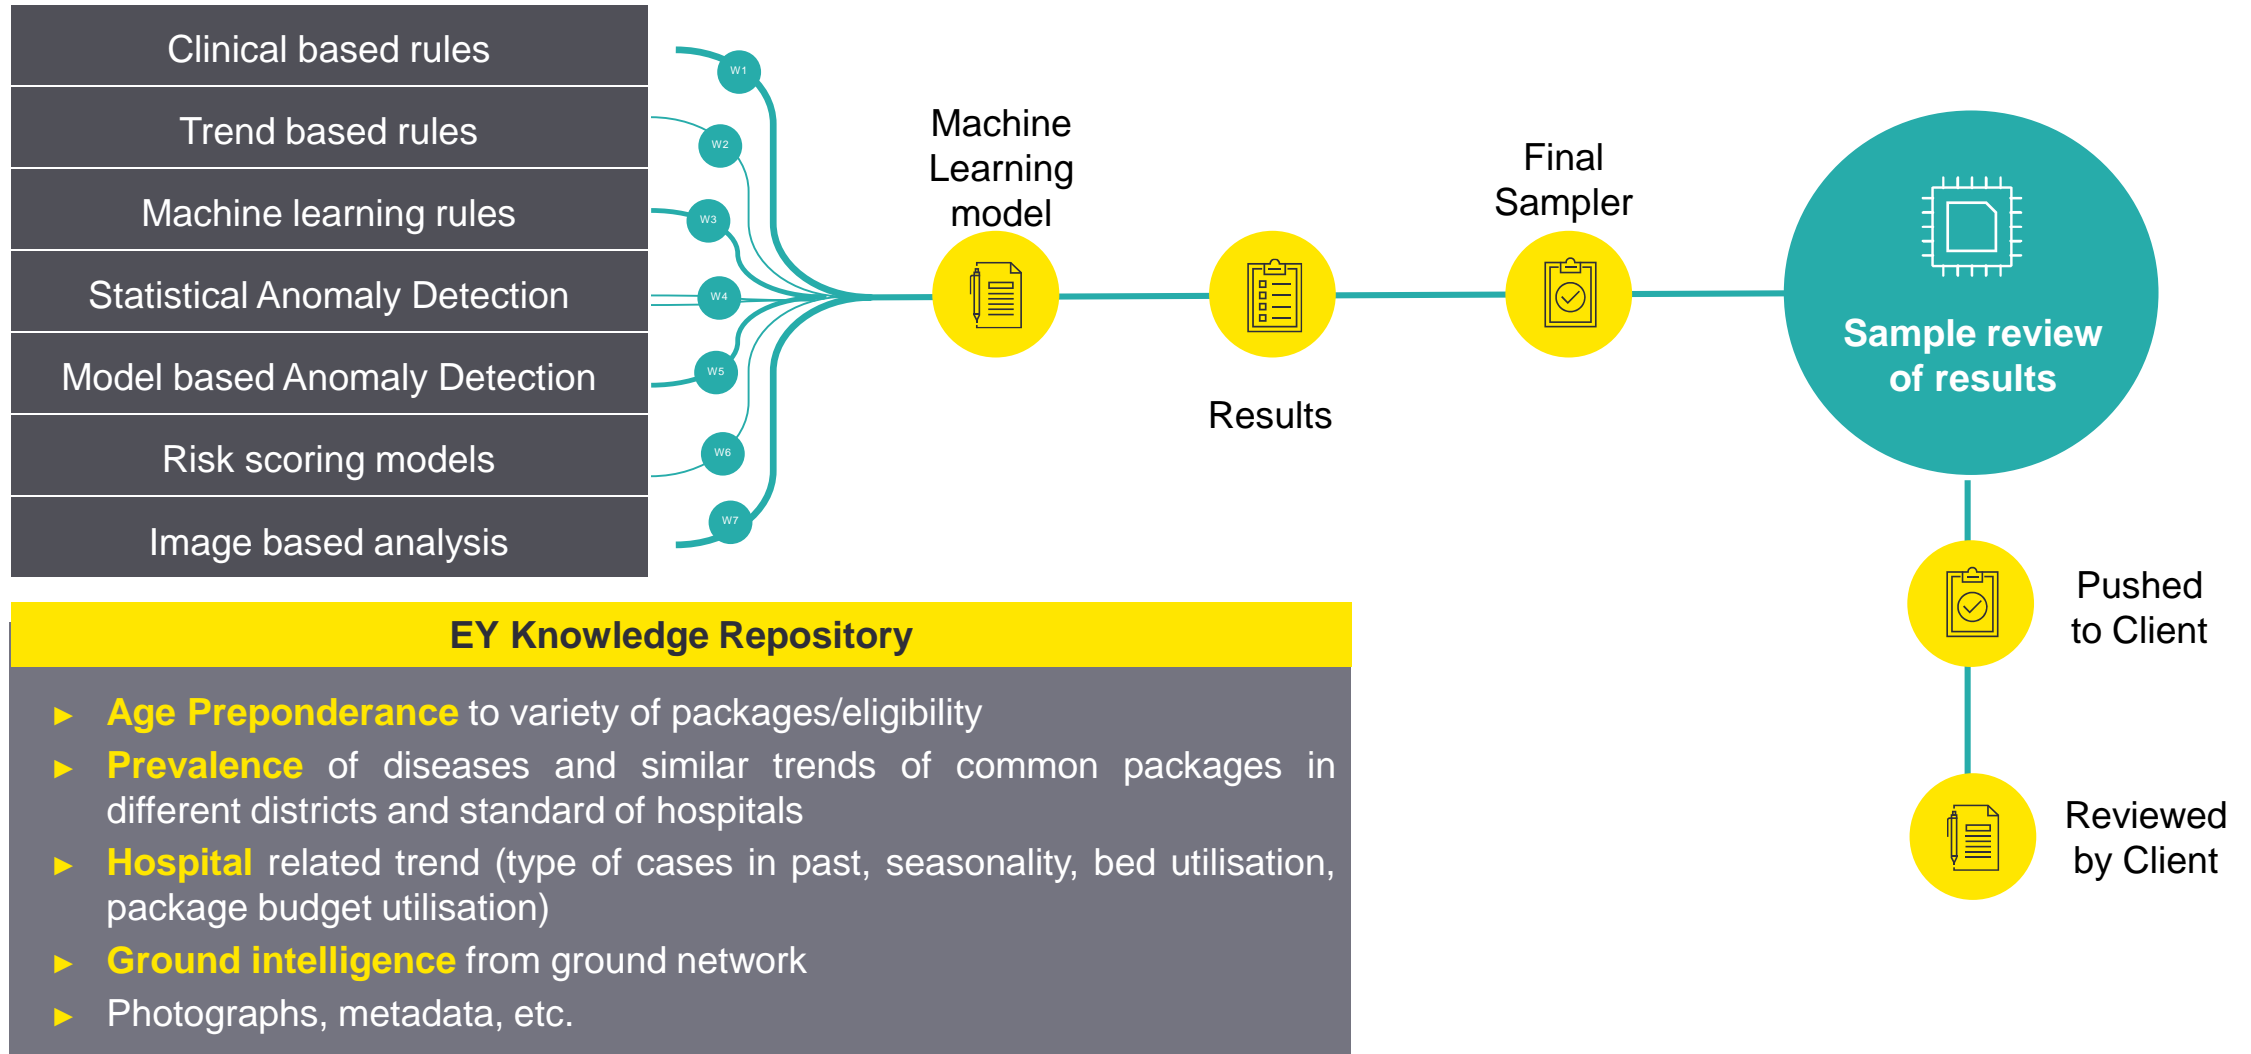 Clinical based rules
Trend based rules
Machine learning rules
Statistical Anomaly Detection
Model based Anomaly Detection
Risk scoring models
Image based analysis
W1
W2
W3
W4
W5
W6
W7
Machine
Learning
model
Results
Final
Sampler
Sample review
of results
Pushed
to Client
Reviewed
by Client
EY Knowledge Repository
► Age Preponderance to variety of packages/eligibility
► Prevalence of diseases and similar trends of common packages in
different districts and standard of hospitals
► Hospital related trend (type of cases in past, seasonality, bed utilisation,
package budget utilisation)
► Ground intelligence from ground network
► Photographs, metadata, etc.